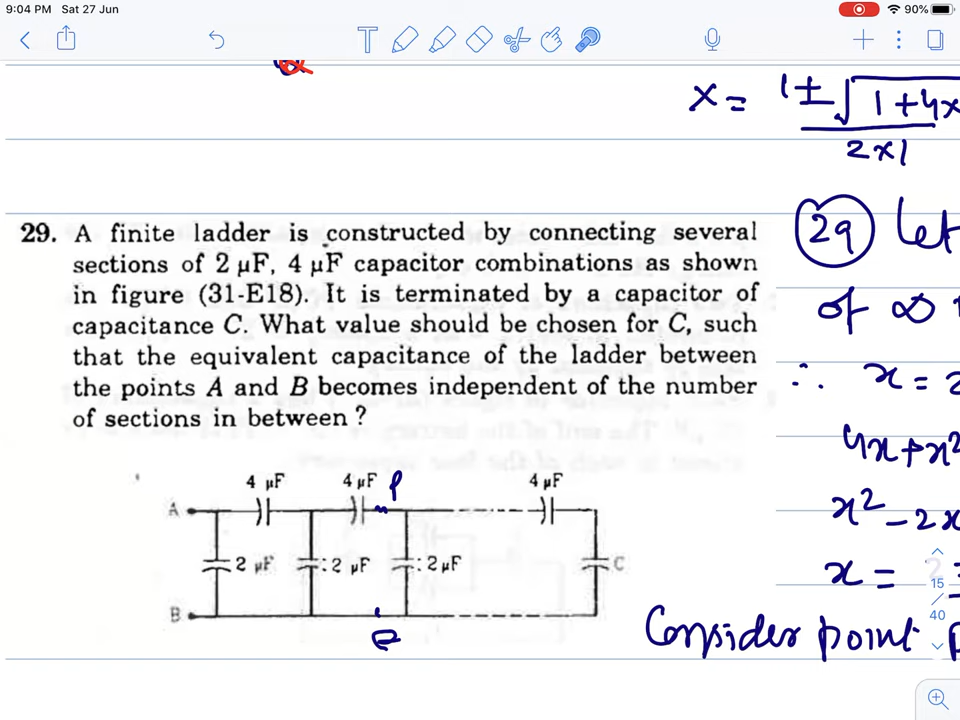 9:04 PM Sat 27 Jun
90%
x = 1 ± √ 1 + 4x
2 x 1
29. A finite ladder is constructed by connecting several
sections of 2 µF, 4 µF capacitor combinations as shown
in figure (31-E18). It is terminated by a capacitor of
capacitance C. What value should be chosen for C, such
that the equivalent capacitance of the ladder between
the points A and B becomes independent of the number
of sections in between ?
29 Let
of ∞
∴ x = 2
4x + x²
x² - 2x
x =
4 µF 4 µF P 4 µF
A
2 µF 2 µF 2 µF C
B
Consider point P
15
/
40